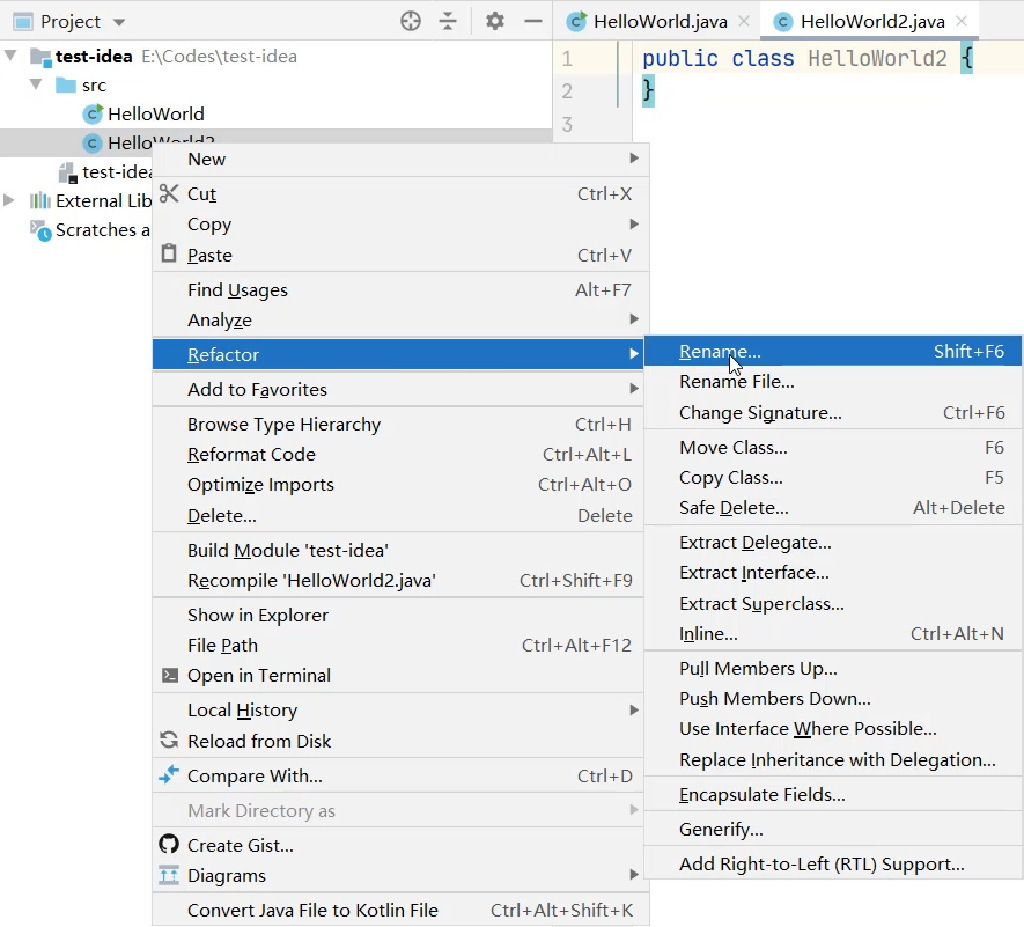 Project
HelloWorld.java
HelloWorld2.java
test-idea E:\Codes\test-idea
src
HelloWorld
HelloWorld2
test-idea
External Lib
Scratches a
1 public class HelloWorld2 {
2 }
3
New
Cut Ctrl+X
Copy
Paste Ctrl+V
Find Usages Alt+F7
Analyze
Refactor
Add to Favorites
Browse Type Hierarchy Ctrl+H
Reformat Code Ctrl+Alt+L
Optimize Imports Ctrl+Alt+O
Delete... Delete
Build Module 'test-idea'
Recompile 'HelloWorld2.java' Ctrl+Shift+F9
Show in Explorer
File Path Ctrl+Alt+F12
Open in Terminal
Local History
Reload from Disk
Compare With... Ctrl+D
Mark Directory as
Create Gist...
Diagrams
Convert Java File to Kotlin File Ctrl+Alt+Shift+K
Rename... Shift+F6
Rename File...
Change Signature... Ctrl+F6
Move Class... F6
Copy Class... F5
Safe Delete... Alt+Delete
Extract Delegate...
Extract Interface...
Extract Superclass...
Inline... Ctrl+Alt+N
Pull Members Up...
Push Members Down...
Use Interface Where Possible...
Replace Inheritance with Delegation...
Encapsulate Fields...
Generify...
Add Right-to-Left (RTL) Support...